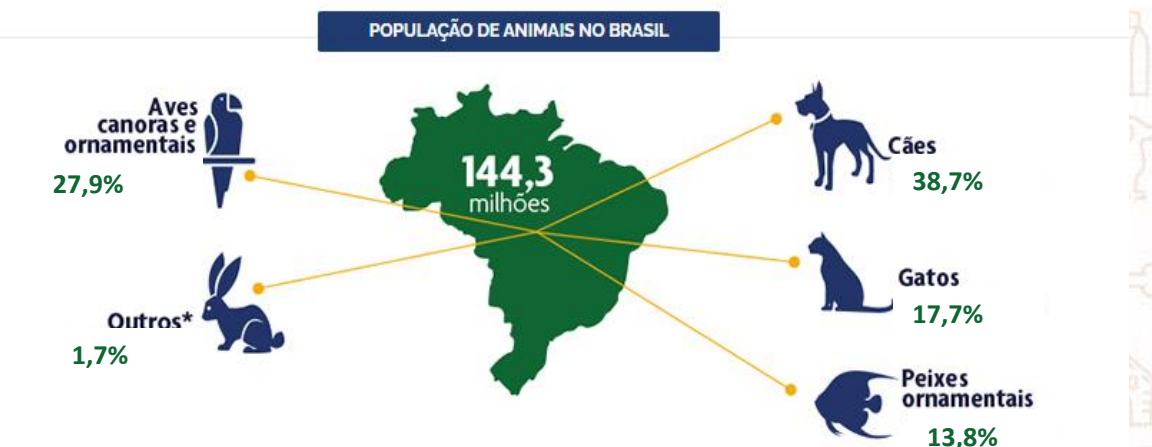 POPULAÇÃO DE ANIMAIS NO BRASIL
Aves
canoras e
ornamentais
27,9%
Outros*
1,7%
144,3
milhões
Cães
38,7%
Gatos
17,7%
Peixes
ornamentais
13,8%